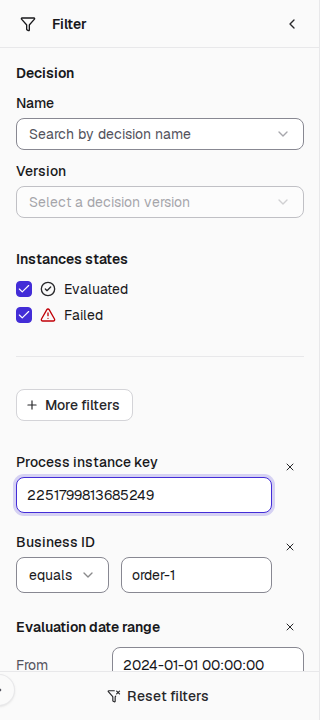 Filter
Decision
Name
Search by decision name
Version
Select a decision version
Instances states
Evaluated
Failed
More filters
Process instance key
2251799813685249
Business ID
equals order-1
Evaluation date range
From 2024-01-01 00:00:00
Reset filters